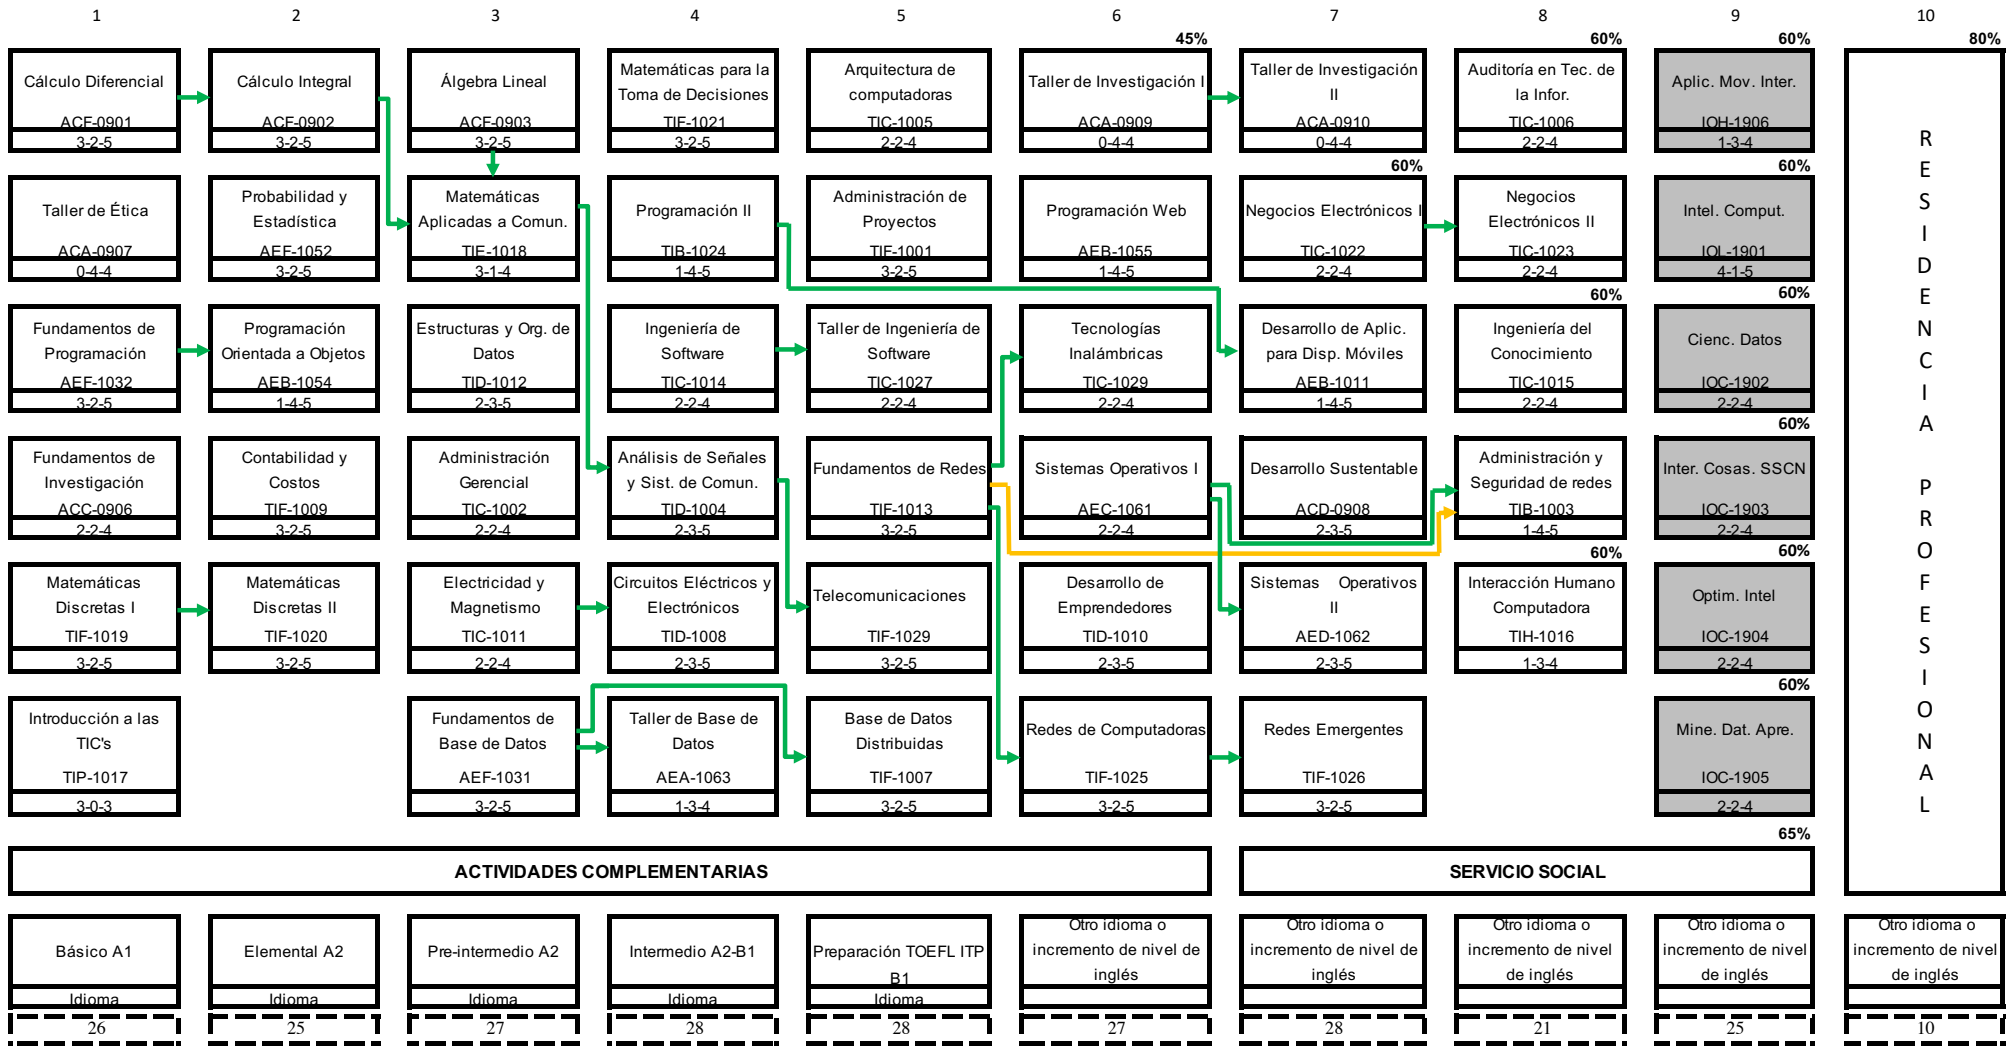 1 2 3 4 5 6 7 8 9 10
45% 60% 60% 80%
Cálculo Diferencial
ACF-0901
3-2-5
Cálculo Integral
ACF-0902
3-2-5
Álgebra Lineal
ACF-0903
3-2-5
Matemáticas para la
Toma de Decisiones
TIF-1021
3-2-5
Arquitectura de
computadoras
TIC-1005
2-2-4
Taller de Investigación I
ACA-0909
0-4-4
Taller de Investigación
II
ACA-0910
0-4-4
Auditoría en Tec. de
la Infor.
TIC-1006
2-2-4
Aplic. Mov. Inter.
IOH-1906
1-3-4
60% 60%
Taller de Ética
ACA-0907
0-4-4
Probabilidad y
Estadística
AEF-1052
3-2-5
Matemáticas
Aplicadas a Comun.
TIF-1018
3-1-4
Programación II
TIB-1024
1-4-5
Administración de
Proyectos
TIF-1001
3-2-5
Programación Web
AEB-1055
1-4-5
Negocios Electrónicos I
TIC-1022
2-2-4
Negocios
Electrónicos II
TIC-1023
2-2-4
Intel. Comput.
IOL-1901
4-1-5
60% 60%
Fundamentos de
Programación
AEF-1032
3-2-5
Programación
Orientada a Objetos
AEB-1054
1-4-5
Estructuras y Org. de
Datos
TID-1012
2-3-5
Ingeniería de
Software
TIC-1014
2-2-4
Taller de Ingeniería de
Software
TIC-1027
2-2-4
Tecnologías
Inalámbricas
TIC-1029
2-2-4
Desarrollo de Aplic.
para Disp. Móviles
AEB-1011
1-4-5
Ingeniería del
Conocimiento
TIC-1015
2-2-4
Cienc. Datos
IOC-1902
2-2-4
60%
Fundamentos de
Investigación
ACC-0906
2-2-4
Contabilidad y
Costos
TIF-1009
3-2-5
Administración
Gerencial
TIC-1002
2-2-4
Análisis de Señales
y Sist. de Comun.
TID-1004
2-3-5
Fundamentos de Redes
TIF-1013
3-2-5
Sistemas Operativos I
AEC-1061
2-2-4
Desarrollo Sustentable
ACD-0908
2-3-5
Administración y
Seguridad de redes
TIB-1003
1-4-5
Inter. Cosas. SSCN
IOC-1903
2-2-4
60% 60%
Matemáticas
Discretas I
TIF-1019
3-2-5
Matemáticas
Discretas II
TIF-1020
3-2-5
Electricidad y
Magnetismo
TIC-1011
2-2-4
Circuitos Eléctricos y
Electrónicos
TID-1008
2-3-5
Telecomunicaciones
TIF-1029
3-2-5
Desarrollo de
Emprendedores
TID-1010
2-3-5
Sistemas Operativos
II
AED-1062
2-3-5
Interacción Humano
Computadora
TIH-1016
1-3-4
Optim. Intel
IOC-1904
2-2-4
60%
Introducción a las
TIC's
TIP-1017
3-0-3
Fundamentos de
Base de Datos
AEF-1031
3-2-5
Taller de Base de
Datos
AEA-1063
1-3-4
Base de Datos
Distribuidas
TIF-1007
3-2-5
Redes de Computadoras
TIF-1025
3-2-5
Redes Emergentes
TIF-1026
3-2-5
Mine. Dat. Apre.
IOC-1905
2-2-4
RESIDENCIA PROFESIONAL
65%
ACTIVIDADES COMPLEMENTARIAS
SERVICIO SOCIAL
Básico A1
Idioma
Elemental A2
Idioma
Pre-intermedio A2
Idioma
Intermedio A2-B1
Idioma
Preparación TOEFL ITP
B1
Idioma
Otro idioma o
incremento de nivel de
inglés
Otro idioma o
incremento de nivel de
inglés
Otro idioma o
incremento de nivel
de inglés
Otro idioma o
incremento de nivel
de inglés
Otro idioma o
incremento de nivel
de inglés
26 25 27 28 28 27 28 21 25 10